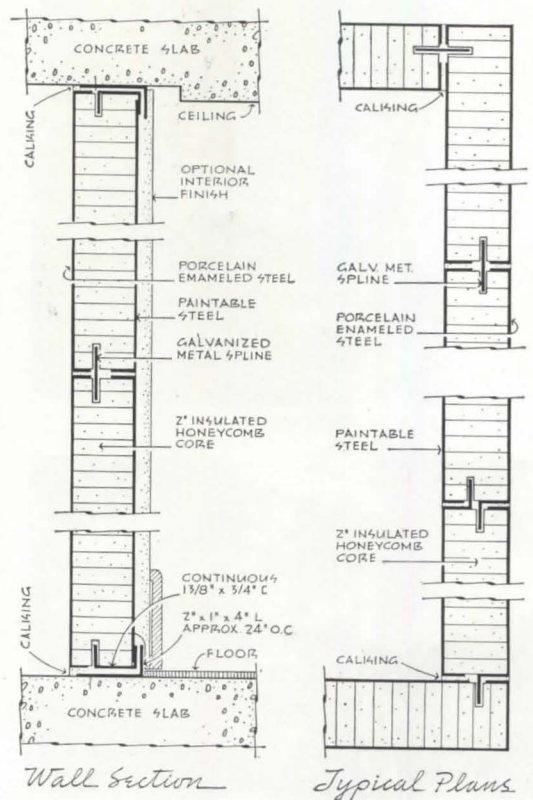 CONCRETE SLAB
CALKING
CEILING
OPTIONAL
INTERIOR
FINISH
PORCELAIN
ENAMELED STEEL
PAINTABLE
STEEL
GALVANIZED
METAL SPLINE
2" INSULATED
HONEYCOMB
CORE
CONTINUOUS
1 3/8" x 3/4" C
2" x 1" x 4" L
APPROX. 24" O.C
CALKING
FLOOR
CONCRETE SLAB
Wall Section
CALKING
GALV. MET.
SPLINE
PORCELAIN
ENAMELED
STEEL
PAINTABLE
STEEL
2" INSULATED
HONEYCOMB
CORE
CALKING
Typical Plans